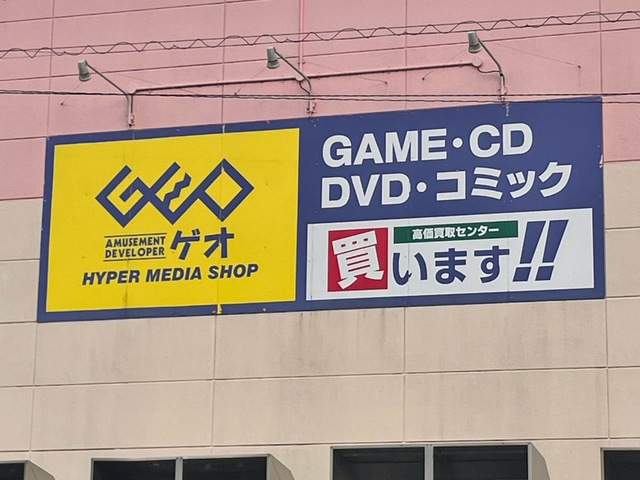 GEO
AMUSEMENT
DEVELOPER ゲオ
HYPER MEDIA SHOP
GAME・CD
DVD・コミック
高価買取センター
買います!!